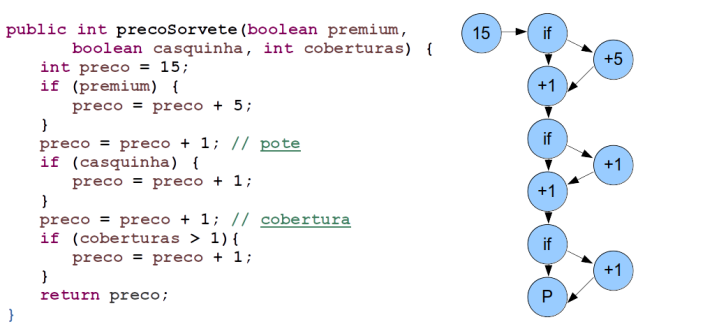 public int precoSorvete(boolean premium,
boolean casquinha, int coberturas) {
int preco = 15;
if (premium) {
preco = preco + 5;
}
preco = preco + 1; // pote
if (casquinha) {
preco = preco + 1;
}
preco = preco + 1; // cobertura
if (coberturas > 1){
preco = preco + 1;
}
return preco;
}
15
if
+5
+1
if
+1
+1
if
+1
P